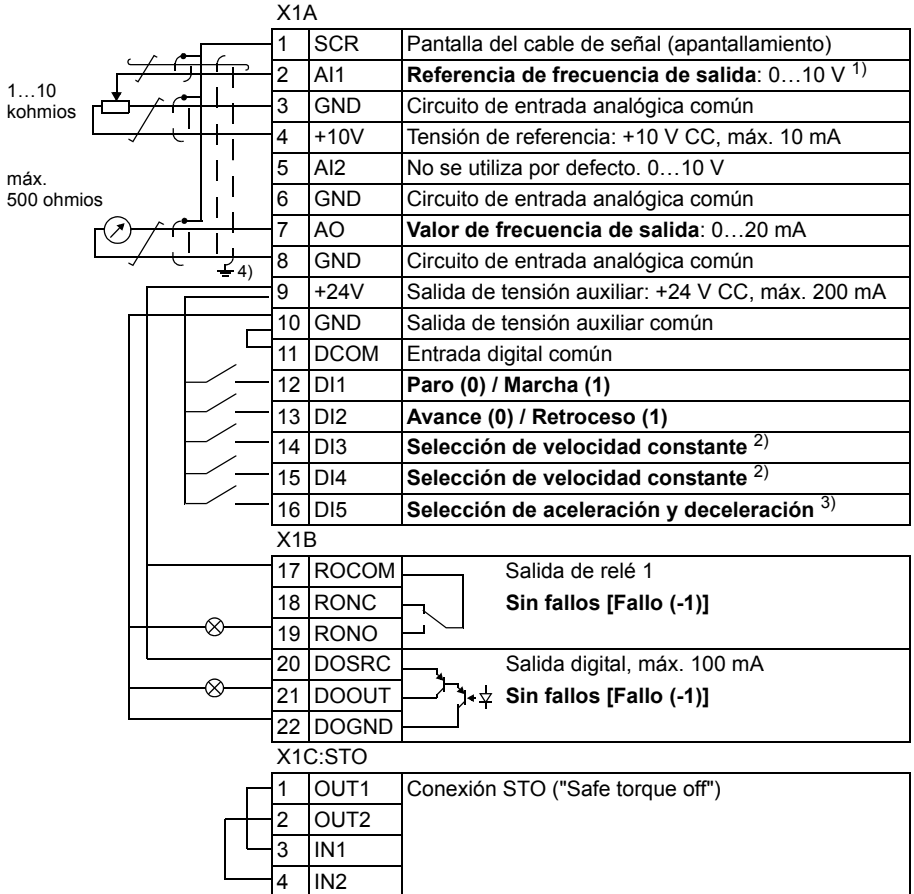 X1A
1 SCR Pantalla del cable de señal (apantallamiento)
2 AI1 Referencia de frecuencia de salida: 0…10 V 1)
1…10
kohmios
3 GND Circuito de entrada analógica común
4 +10V Tensión de referencia: +10 V CC, máx. 10 mA
5 AI2 No se utiliza por defecto. 0…10 V
máx.
500 ohmios
6 GND Circuito de entrada analógica común
7 AO Valor de frecuencia de salida: 0…20 mA
8 GND Circuito de entrada analógica común
4)
9 +24V Salida de tensión auxiliar: +24 V CC, máx. 200 mA
10 GND Salida de tensión auxiliar común
11 DCOM Entrada digital común
12 DI1 Paro (0) / Marcha (1)
13 DI2 Avance (0) / Retroceso (1)
14 DI3 Selección de velocidad constante 2)
15 DI4 Selección de velocidad constante 2)
16 DI5 Selección de aceleración y deceleración 3)
X1B
17 ROCOM Salida de relé 1
18 RONC Sin fallos [Fallo (-1)]
19 RONO
20 DOSRC Salida digital, máx. 100 mA
21 DOOUT Sin fallos [Fallo (-1)]
22 DOGND
X1C:STO
1 OUT1 Conexión STO ("Safe torque off")
2 OUT2
3 IN1
4 IN2